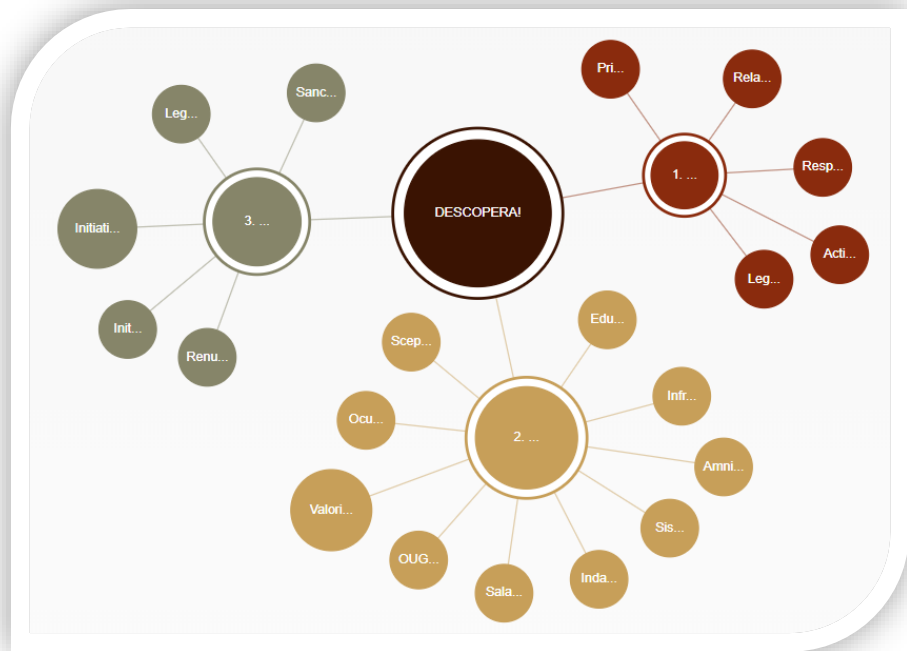 DESCOPERA!
1. ...
Pri...
Rela...
Resp...
Acti...
Leg...
2. ...
Edu...
Infr...
Amni...
Sis...
Inda...
Sala...
OUG...
Valori...
Ocu...
Scep...
3. ...
Sanc...
Leg...
Initiati...
Init...
Renu...